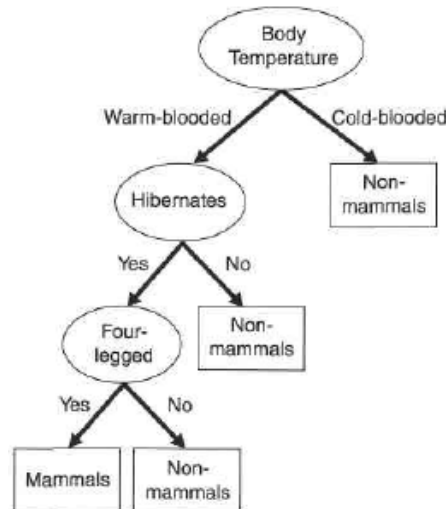 Body
Temperature
Warm-blooded
Cold-blooded
Hibernates
Non-
mammals
Yes
No
Four-
legged
Non-
mammals
Yes
No
Mammals
Non-
mammals